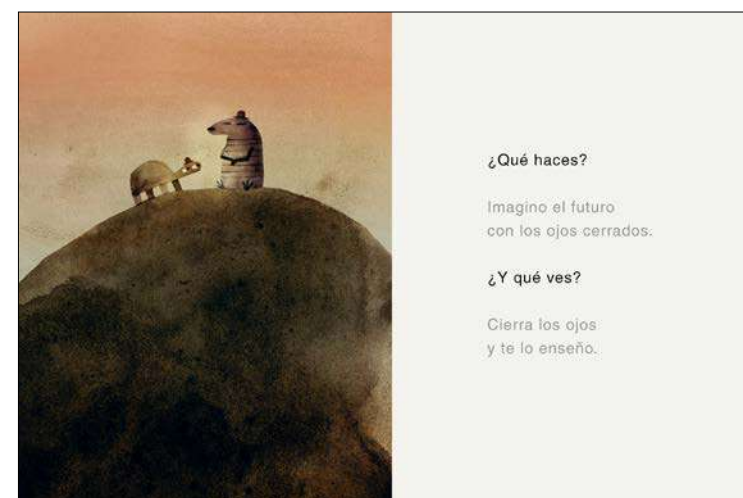 ¿Qué haces?
Imagino el futuro
con los ojos cerrados.
¿Y qué ves?
Cierra los ojos
y te lo enseño.